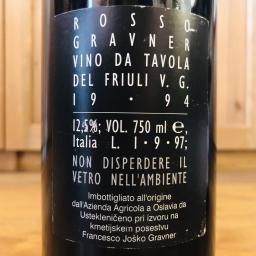 ROSSO
GRAVNER
VINO DA TAVOLA
DEL FRIULI V. G.
19 · 94
12,5%; VOL. 750 ml e,
Italia L. 1·9·97;
NON DISPERDERE IL
VETRO NELL'AMBIENTE
Imbottigliato all'origine
dall'Azienda Agricola a Oslavia da
Ustekleničeno pri izvoru na
kmetijskem posestvu
Francesco Joško Gravner